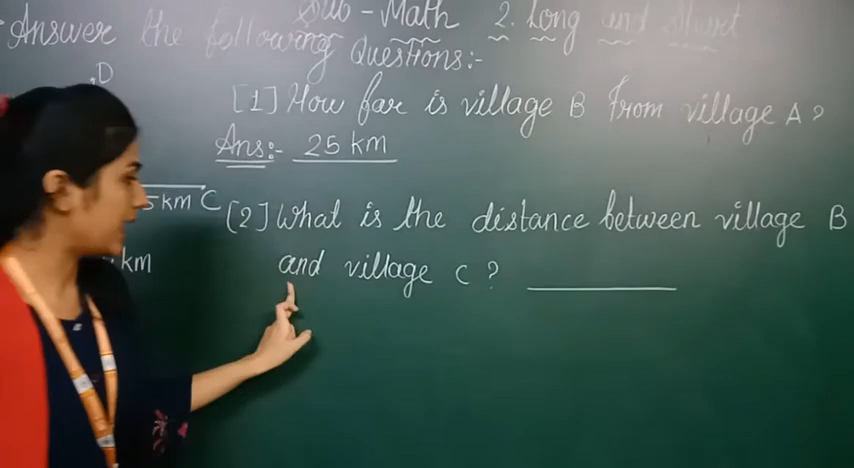 Sub - Math 2. Long and Short
Answer the following Questions:-
.D
[1] How far is village B from village A?
Ans:- 25 km
5 km C
[2] What is the distance between village B
km
and village C ?